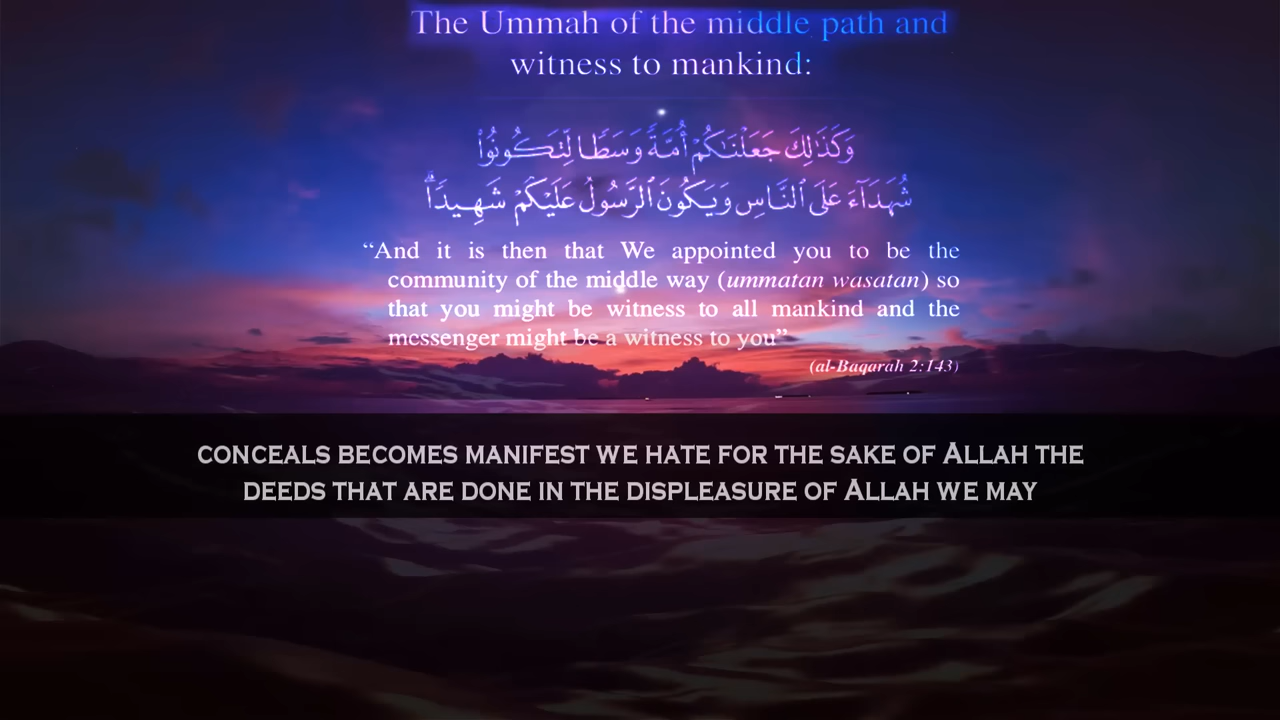 The Ummah of the middle path and
witness to mankind:
وَكَذَٰلِكَ جَعَلْنَـٰكُمْ أُمَّةً وَسَطًا لِّتَكُونُوا۟
شُهَدَآءَ عَلَى ٱلنَّاسِ وَيَكُونَ ٱلرَّسُولُ عَلَيْكُمْ شَهِيدًا ۗ
“And it is then that We appointed you to be the
community of the middle way (ummatan wasatan) so
that you might be witness to all mankind and the
mcssenger might be a witness to you”
(al-Baqarah 2:143)
CONCEALS BECOMES MANIFEST WE HATE FOR THE SAKE OF ALLAH THE
DEEDS THAT ARE DONE IN THE DISPLEASURE OF ALLAH WE MAY